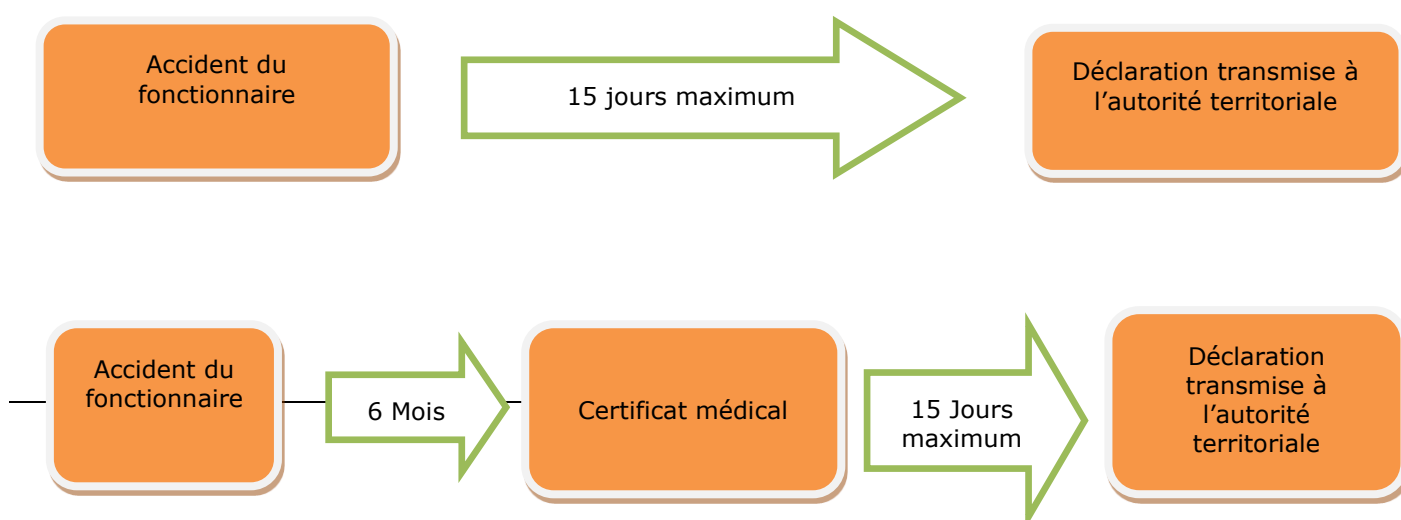 Accident du
fonctionnaire
15 jours maximum
Déclaration transmise à
l’autorité territoriale
Accident du
fonctionnaire
6 Mois
Certificat médical
15 Jours
maximum
Déclaration
transmise à
l’autorité
territoriale